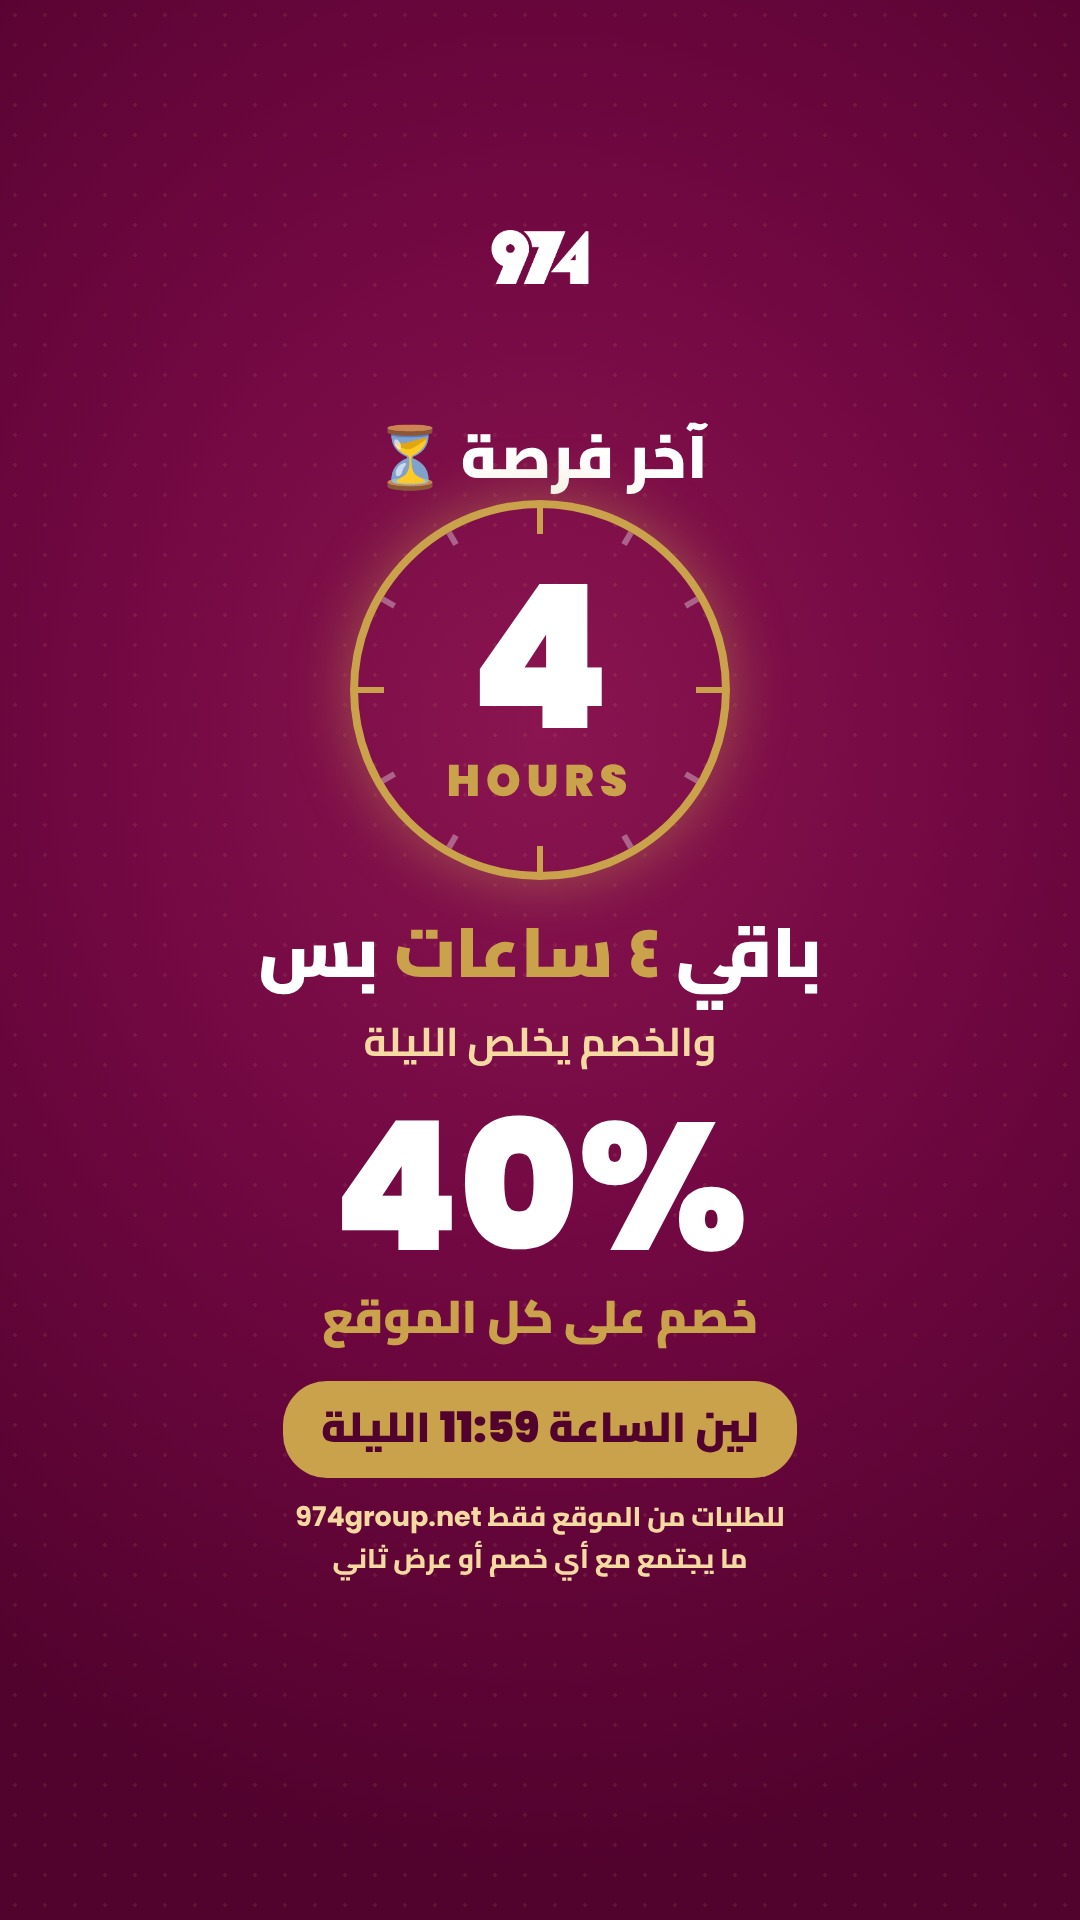 974
آخر فرصة ⏳
4
HOURS
باقي ٤ ساعات بس
والخصم يخلص الليلة
40%
خصم على كل الموقع
لين الساعة 11:59 الليلة
للطلبات من الموقع فقط 974group.net
ما يجتمع مع أي خصم أو عرض ثاني